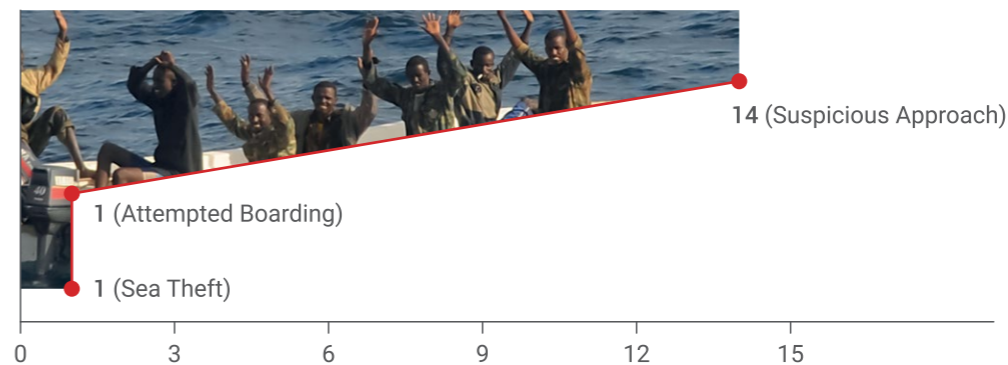 14 (Suspicious Approach)
1 (Attempted Boarding)
1 (Sea Theft)
0 3 6 9 12 15